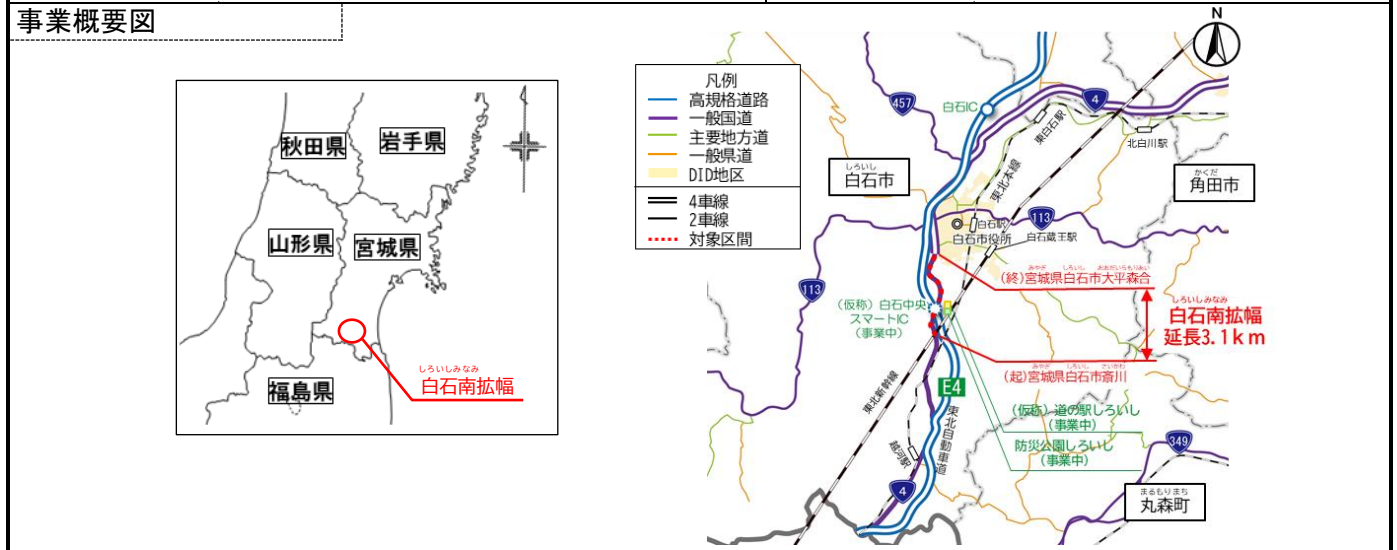 事業概要図
秋田県
岩手県
山形県
宮城県
福島県
しろいしみなみ
白石南拡幅
凡例
高規格道路
一般国道
主要地方道
一般県道
DID地区
4車線
2車線
対象区間
N
457
4
白石IC
東白石駅
北白川駅
しろいし
白石市
かくだ
角田市
東北本線
113
白石駅
白石市役所
白石蔵王駅
みやぎ しろいし おおだいらもりあい
(終)宮城県白石市大平森合
113
(仮称)白石中央
スマートIC
(事業中)
しろいしみなみ
白石南拡幅
延長3.1km
みやぎ しろいし さいかわ
(起)宮城県白石市斎川
東北新幹線
E4
東北自動車道
(仮称)道の駅しろいし
(事業中)
防災公園しろいし
(事業中)
越河駅
349
4
まるもりまち
丸森町